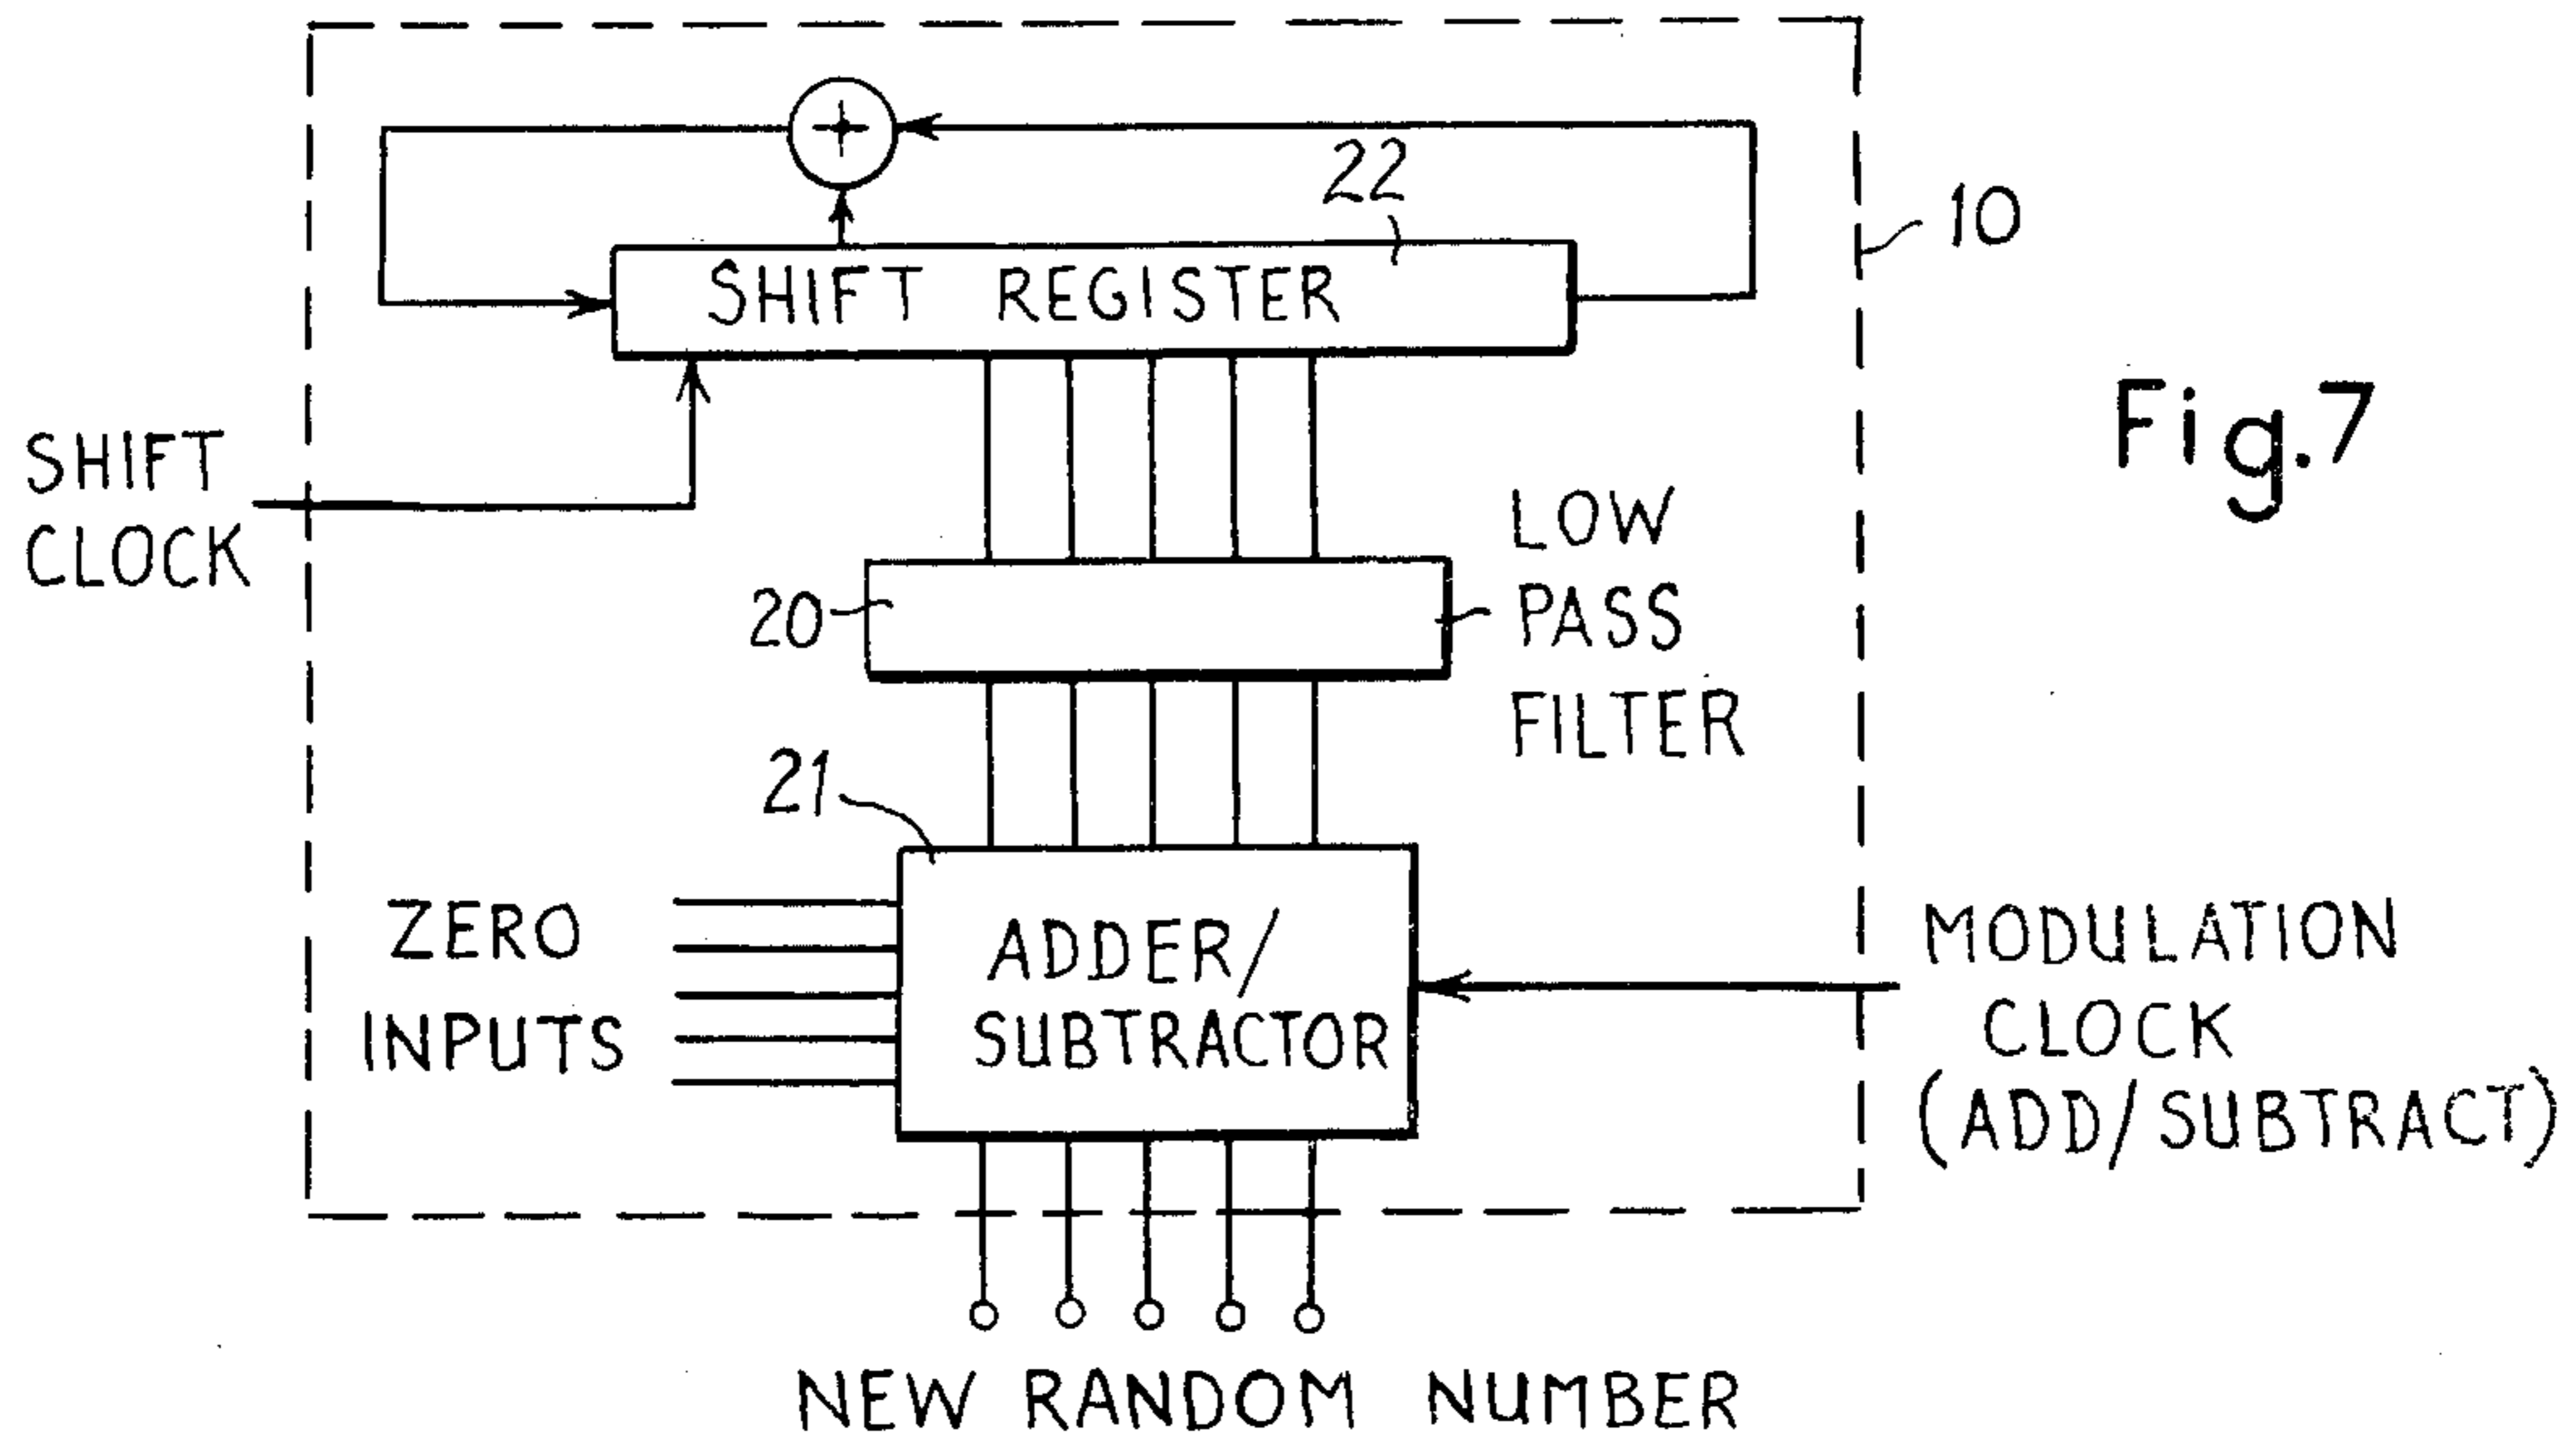 22
10
SHIFT REGISTER
Fig.7
SHIFT
CLOCK
LOW
PASS
FILTER
20
21
ZERO
INPUTS
ADDER/
SUBTRACTOR
MODULATION
CLOCK
(ADD/SUBTRACT)
NEW RANDOM NUMBER